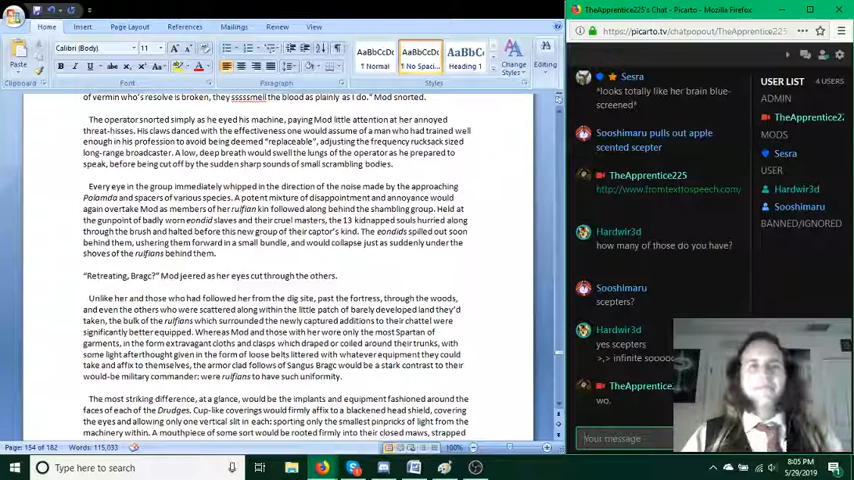 TheApprentice225's Chat - Picarto - Mozilla Firefox
Home Page Layout References Mailings Review View
https://picarto.tv/chatpopout/TheApprentice225
Calibri (Body) 11
Paste
AaBbCcDc AaBbCcDc AaBbCc
1 Normal 1 No Spaci... Heading 1
Change Styles
Editing
Clipboard Font Paragraph Styles
of vermin who's resolve is broken, they sssssmell the blood as plainly as I do." Mod snorted.
The operator snorted simply as he eyed his machine, paying Mod little attention at her annoyed
threat-hisses. His claws danced with the effectiveness one would assume of a man who had trained well
enough in his profession to avoid being deemed "replaceable", adjusting the frequency rucksack sized
long-range broadcaster. A low, deep breath would swell the lungs of the operator as he prepared to
speak, before being cut off by the sudden sharp sounds of small scrambling bodies.
Every eye in the group immediately whipped in the direction of the noise made by the approaching
Polamda and spacers of various species. A potent mixture of disappointment and annoyance would
again overtake Mod as members of her rulfian kin followed along behind the shambling group. Held at
the gunpoint of badly worn eondid slaves and their cruel masters, the 13 kidnapped souls hurried along
through the brush and halted before this new group of their captor's kind. The eondids spilled out soon
behind them, ushering them forward in a small bundle, and would collapse just as suddenly under the
shoves of the rulfians behind them.
"Retreating, Bragc?" Mod jeered as her eyes cut through the others.
Unlike her and those who had followed her from the dig site, past the fortress, through the woods,
and even the others who were scattered along within the little patch of barely developed land they'd
taken, the bulk of the rulfians which surrounded the newly captured additions to their chattel were
significantly better equipped. Whereas Mod and those with her wore only the most Spartan of
garments, in the form extravagant cloths and clasps which draped or coiled around their trunks, with
some light afterthought given in the form of loose belts littered with whatever equipment they could
take and affix to themselves, the armor clad follows of Sangus Bragc would be a stark contrast to their
would-be military commander: were rulfians to have such uniformity.
The most striking difference, at a glance, would be the implants and equipment fashioned around the
faces of each of the Drudges. Cup-like coverings would firmly affix to a blackened head shield, covering
the eyes and allowing only one vertical slit in each: sporting only the smallest pinpricks of light from the
machinery within. A mouthpiece of some sort would be rooted firmly into their closed maws, strapped
Page: 154 of 182 Words: 115,033 100%
Sesra
*looks totally like her brain blue-
screened*
Sooshimaru pulls out apple
scented scepter
TheApprentice225
http://www.fromtexttospeech.com/
Hardwir3d
how many of those do you have?
Sooshimaru
scepters?
Hardwir3d
yes scepters
>,> infinite sooooo
TheApprentice
wo.
Your message
USER LIST 4 USERS
ADMIN
TheApprentice2
MODS
Sesra
USER
Hardwir3d
Sooshimaru
BANNED/IGNORED
Type here to search
8:05 PM
5/29/2019